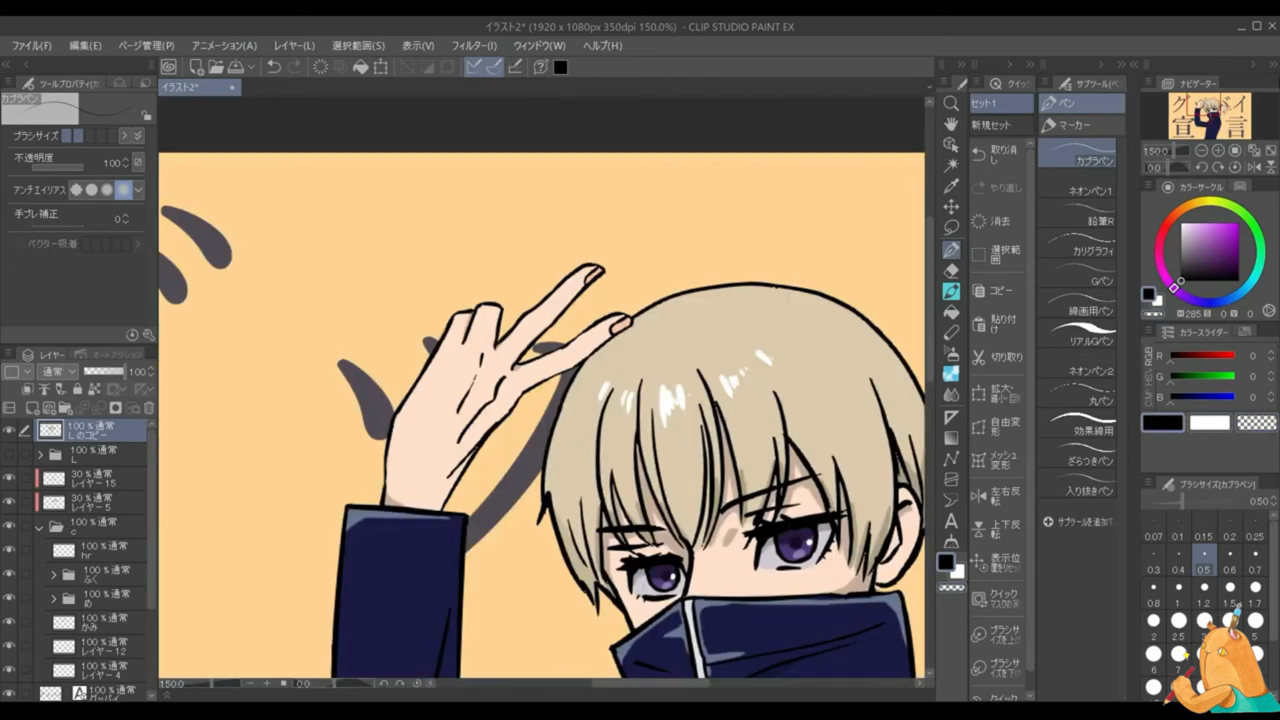 イラスト2* (1920 x 1080px 350dpi 150.0%) - CLIP STUDIO PAINT EX
ファイル(F) 編集(E) ページ管理(P) アニメーション(A) レイヤー(L) 選択範囲(S) 表示(V) フィルター(I) ウィンドウ(W) ヘルプ(H)
ツールプロパティ[カ
イラスト2*
カブラペン
ブラシサイズ
不透明度 100
アンチエイリアス
手ブレ補正 0
ベクター吸着
レイヤー オートアクション
通常 100
100 % 通常
L のコピー
100 % 通常
L
30 % 通常
レイヤー 15
30 % 通常
レイヤー 5
100 % 通常
c
100 % 通常
hr
100 % 通常
ふく
100 % 通常
め
100 % 通常
かみ
100 % 通常
レイヤー 12
100 % 通常
レイヤー 4
100 % 通常
グッバイ
150.0
0.0
クイッ
セット1
新規セット
取り消し
やり直し
消去
選択範囲
コピー
貼り付け
切り取り
拡大・縮小・回
自由変形
メッシュ変形
左右反転
上下反転
表示位置をリセ
クイックマスクの
ブラシサイズを上
ブラシサイズを下
クイック
サブツール[ペ
ペン
マーカー
カブラペン
ネオンペン1
鉛筆R
カリグラフィ
Gペン
線画用ペン
リアルGペン
ネオンペン2
丸ペン
効果線用
ざらつきペン
入り抜きペン
サブツールを追加
ナビゲーター
グッバイ
宣言
150.0
0.0
カラーサークル
285 0 0
カラースライダー
R 0
G 0
B 0
ブラシサイズ(カブラペン)
0.50
0.07 0.1 0.15 0.2 0.25
0.3 0.4 0.5 0.6 0.7
0.8 1 1.2 1.5 1.7
2 2.5 3